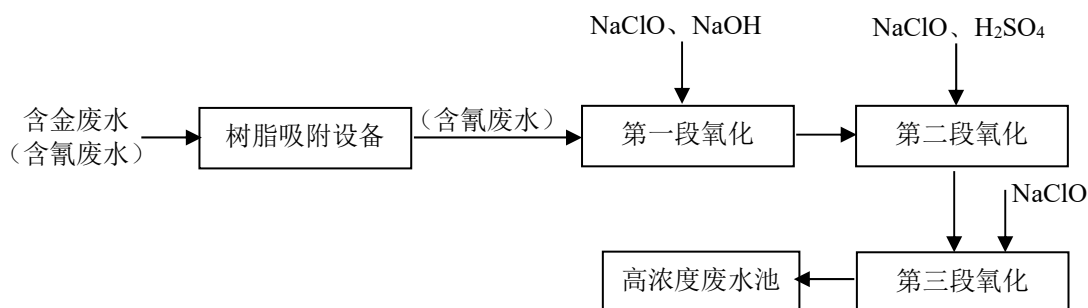 NaClO、NaOH
NaClO、H₂SO₄
含金废水
（含氰废水）
树脂吸附设备
（含氰废水）
第一段氧化
第二段氧化
NaClO
高浓度废水池
第三段氧化